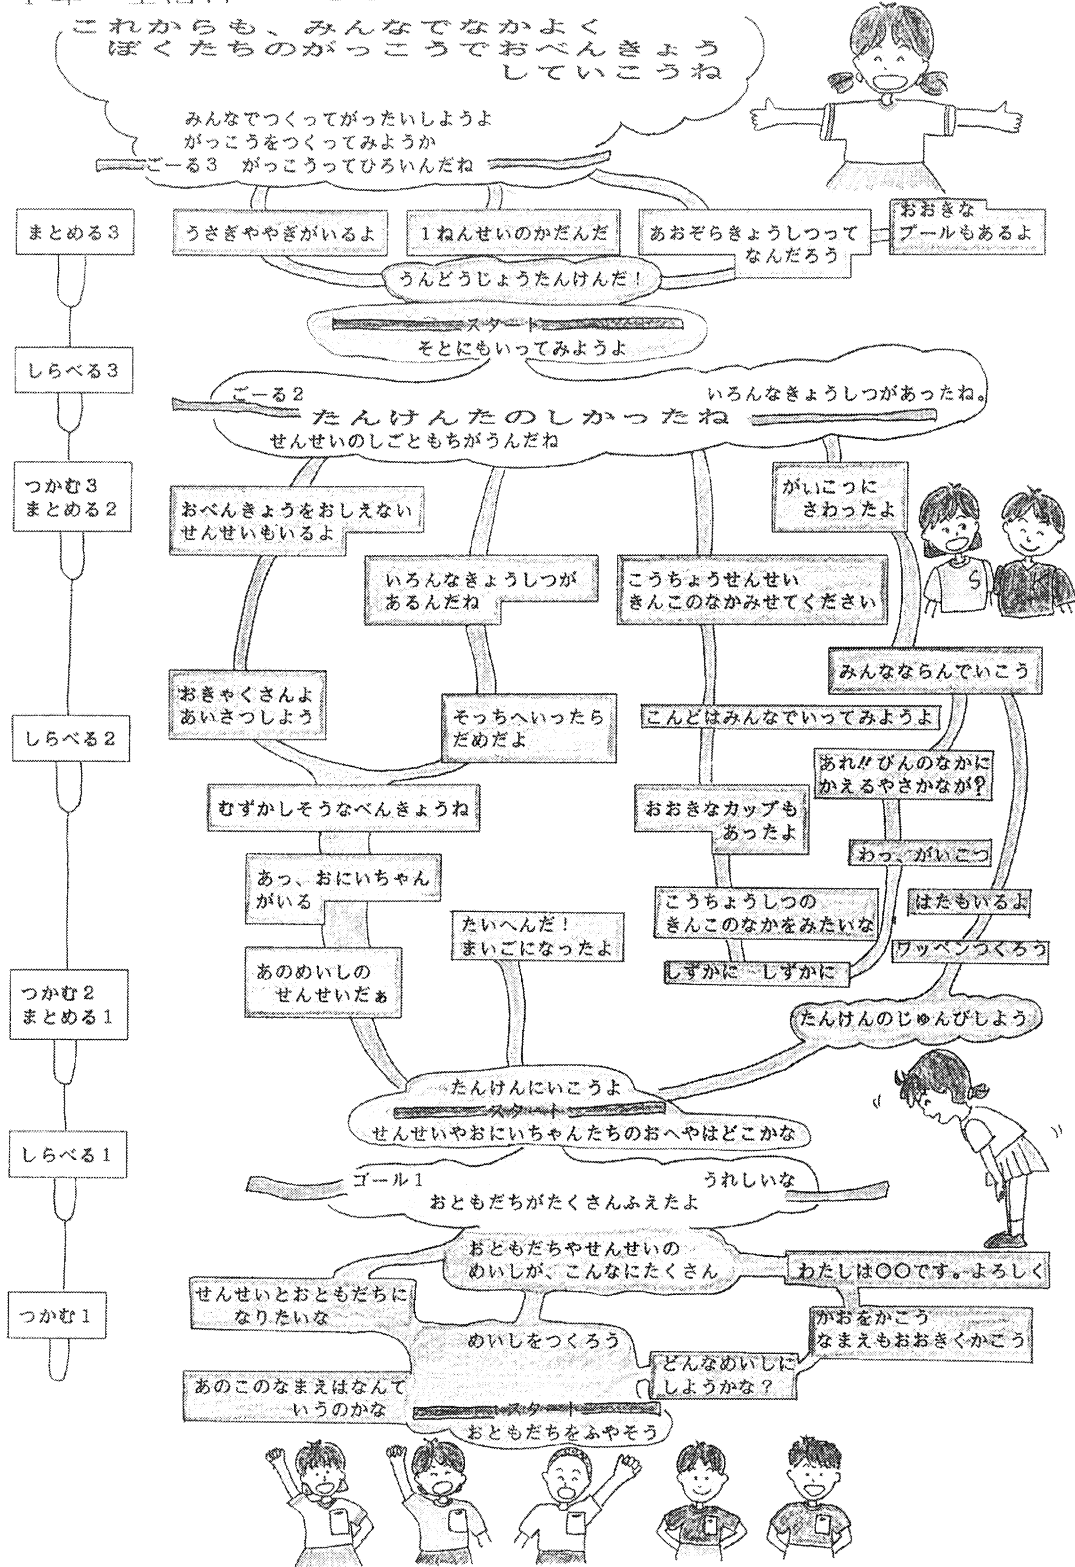 これからも、みんなでなかよく
ぼくたちのがっこうでおべんきょう
していこうね
みんなでつくってがったいしようよ
がっこうをつくってみようか
ごーる3 がっこうってひろいんだね
まとめる3
うさぎややぎがいるよ
1ねんせいのかだんだ
あおぞらきょうしつって
なんだろう
おおきな
プールもあるよ
うんどうじょうたんけんだ!
スタート
そとにもいってみようよ
しらべる3
ごーる2
いろんなきょうしつがあったね。
たんけんたのしかったね
せんせいのしごともちがうんだね
つかむ3
まとめる2
おべんきょうをおしえない
せんせいもいるよ
いろんなきょうしつが
あるんだね
こうちょうせんせい
きんこのなかみせてください
がいこつに
さわったよ
S
K
みんなならんでいこう
おきゃくさんよ
あいさつしよう
そっちへいったら
だめだよ
こんどはみんなでいってみようよ
しらべる2
あれ!!びんのなかに
かえるやさかなが?
むずかしそうなべんきょうね
おおきなカップも
あったよ
わっ、がいこつ
あっ、おにいちゃん
がいる
こうちょうしつの
きんこのなかをみたいな
はたもいるよ
たいへんだ!
まいごになったよ
ワッペンつくろう
あのめいしの
せんせいだぁ
しずかに しずかに
つかむ2
まとめる1
たんけんのじゅんびしよう
たんけんにいこうよ
スタート
せんせいやおにいちゃんたちのおへやはどこかな
しらべる1
ゴール1
うれしいな
おともだちがたくさんふえたよ
おともだちやせんせいの
めいしが、こんなにたくさん
わたしは○○です。よろしく
せんせいとおともだちに
なりたいな
つかむ1
かおをかこう
なまえもおおきくかこう
めいしをつくろう
どんなめいしに
しようかな?
あのこのなまえはなんて
いうのかな
スタート
おともだちをふやそう